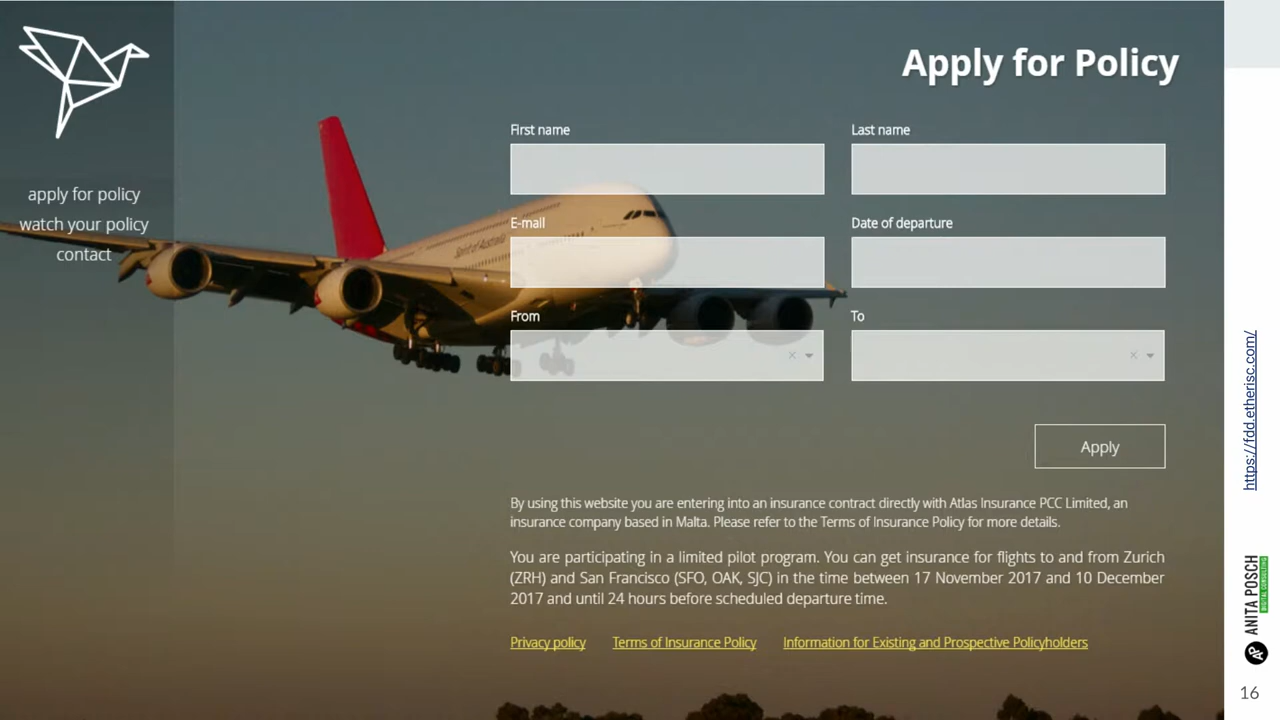 Apply for Policy
apply for policy
watch your policy
contact
First name
Last name
E-mail
Date of departure
From
To
Spirit of Australia
Apply
By using this website you are entering into an insurance contract directly with Atlas Insurance PCC Limited, an
insurance company based in Malta. Please refer to the Terms of Insurance Policy for more details.
You are participating in a limited pilot program. You can get insurance for flights to and from Zurich
(ZRH) and San Francisco (SFO, OAK, SJC) in the time between 17 November 2017 and 10 December
2017 and until 24 hours before scheduled departure time.
Privacy policy
Terms of Insurance Policy
Information for Existing and Prospective Policyholders
https://fdd.etherisc.com/
ANITA POSCH
DIGITAL CONSULTING
AP
16